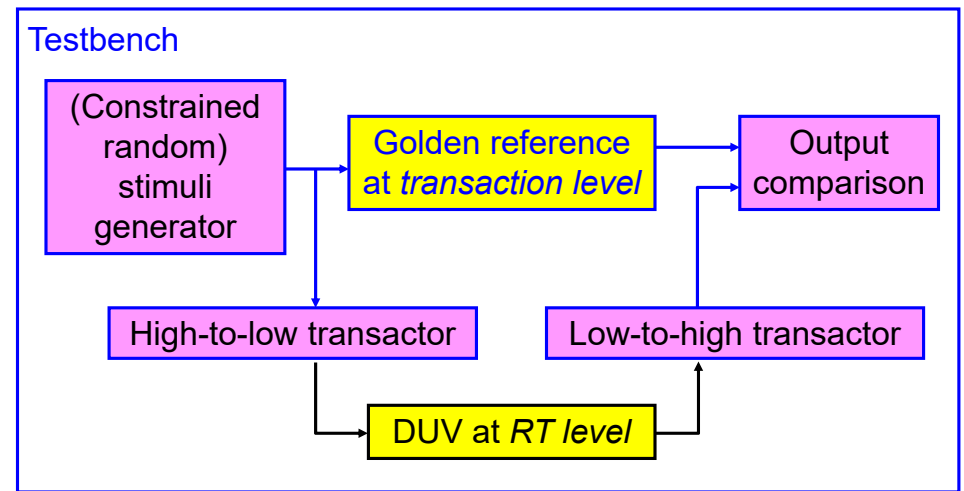 Testbench
(Constrained
random)
stimuli
generator
Golden reference
at transaction level
Output
comparison
High-to-low transactor
Low-to-high transactor
DUV at RT level